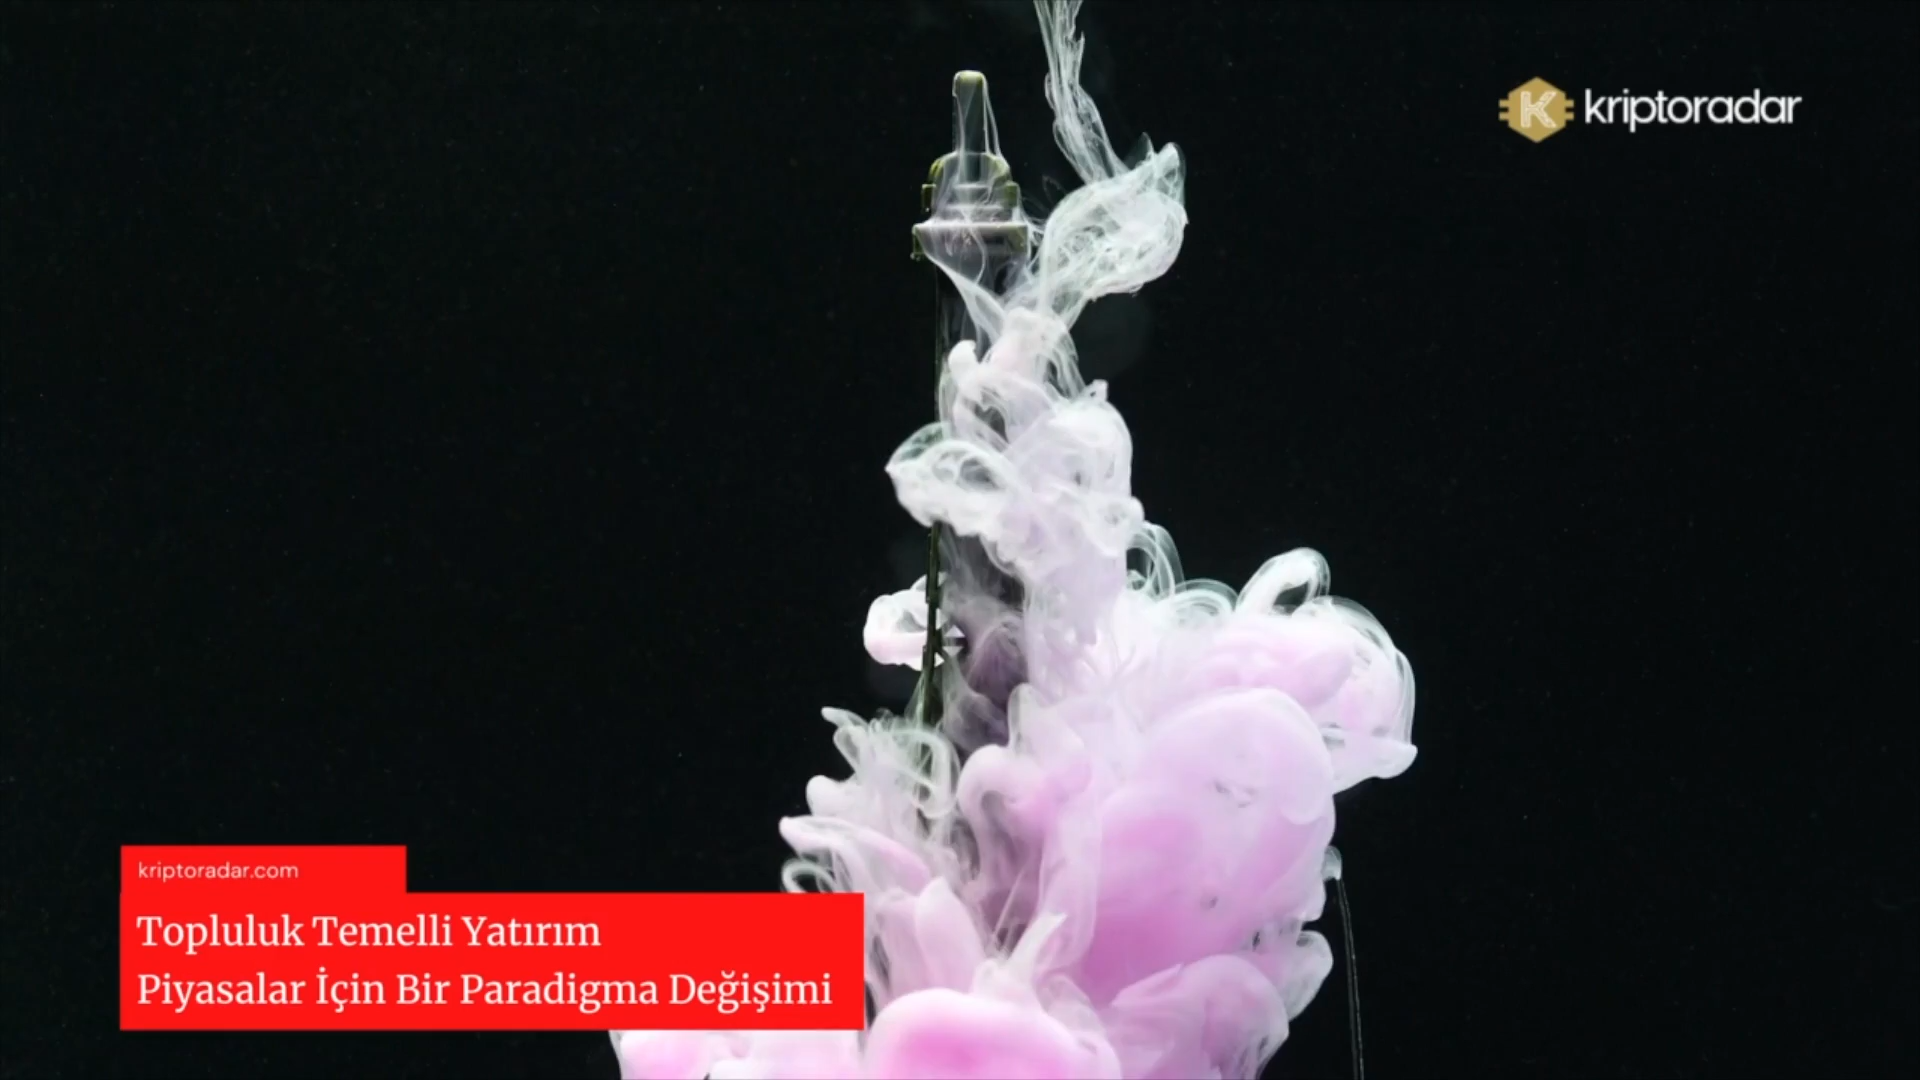 kriptoradar
kriptoradar.com
Topluluk Temelli Yatırım
Piyasalar İçin Bir Paradigma Değişimi